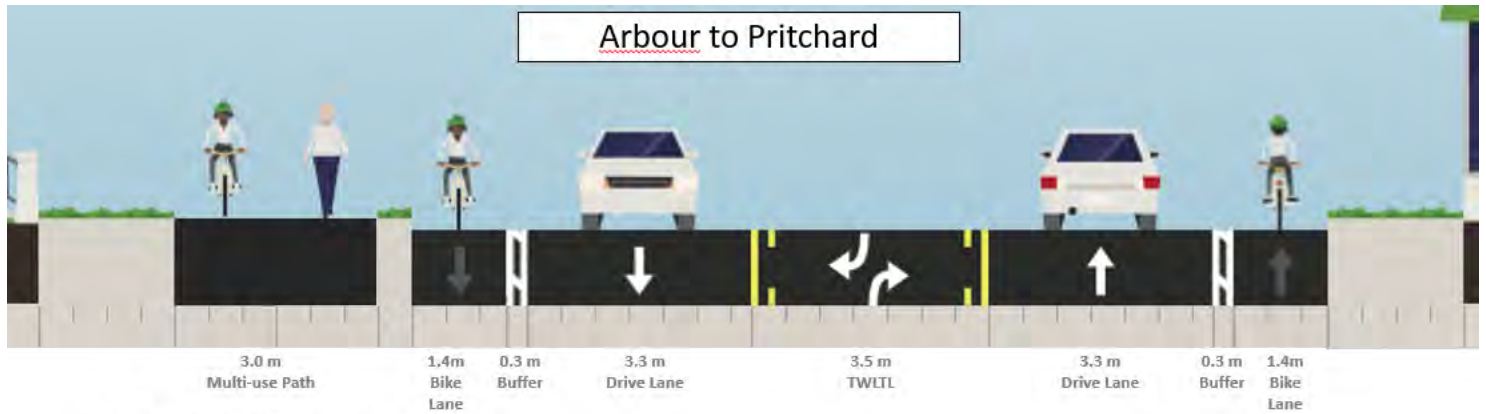 Arbour to Pritchard
3.0 m
Multi-use Path
1.4m
Bike
Lane
0.3 m
Buffer
3.3 m
Drive Lane
3.5 m
TWLTL
3.3 m
Drive Lane
0.3 m
Buffer
1.4m
Bike
Lane